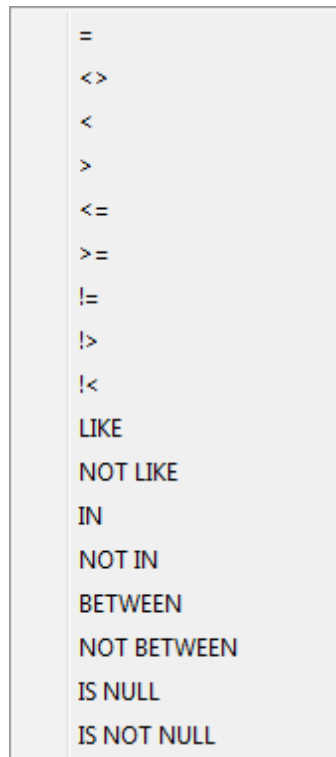 =
<>
<
>
<=
>=
!=
!>
!<
LIKE
NOT LIKE
IN
NOT IN
BETWEEN
NOT BETWEEN
IS NULL
IS NOT NULL